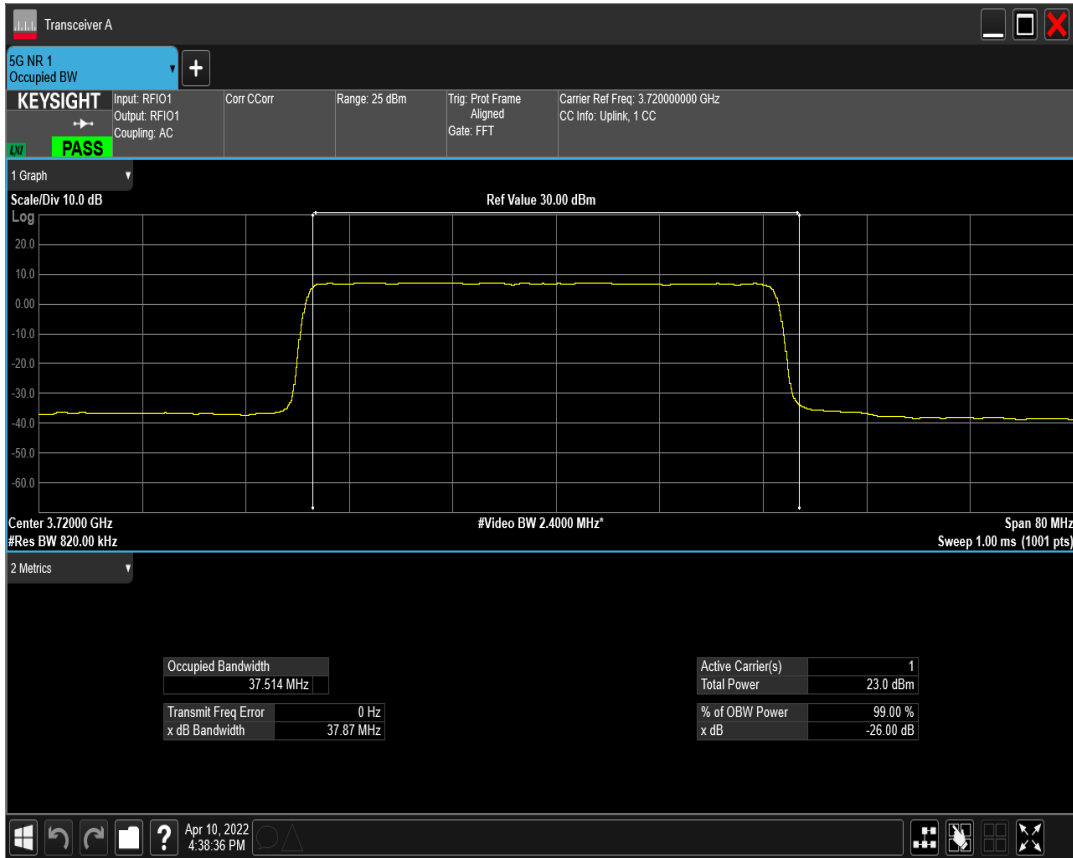 Transceiver A
5G NR 1
Occupied BW
KEYSIGHT
Input: RFIO1
Output: RFIO1
Coupling: AC
Corr CCorr
Range: 25 dBm
Trig: Prot Frame
Aligned
Gate: FFT
Carrier Ref Freq: 3.720000000 GHz
CC Info: Uplink, 1 CC
LXI
PASS
1 Graph
Scale/Div 10.0 dB
Ref Value 30.00 dBm
Log
20.0
10.0
0.00
-10.0
-20.0
-30.0
-40.0
-50.0
-60.0
Center 3.72000 GHz
#Video BW 2.4000 MHz*
Span 80 MHz
#Res BW 820.00 kHz
Sweep 1.00 ms (1001 pts)
2 Metrics
Occupied Bandwidth
37.514 MHz
Transmit Freq Error 0 Hz
x dB Bandwidth 37.87 MHz
Active Carrier(s) 1
Total Power 23.0 dBm
% of OBW Power 99.00 %
x dB -26.00 dB
Apr 10, 2022
4:38:36 PM